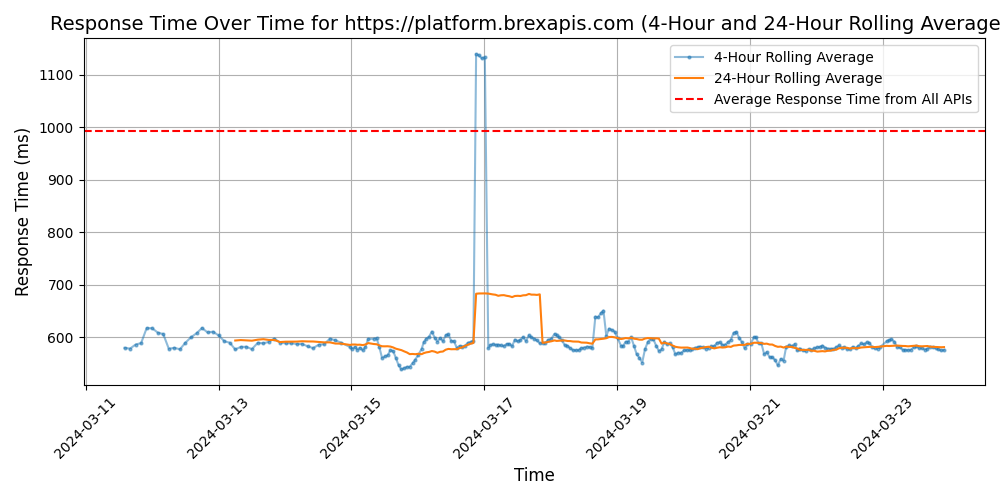 Response Time Over Time for https://platform.brexapis.com (4-Hour and 24-Hour Rolling Average
4-Hour Rolling Average
24-Hour Rolling Average
Average Response Time from All APIs
Response Time (ms)
1100
1000
900
800
700
600
2024-03-11
2024-03-13
2024-03-15
2024-03-17
2024-03-19
2024-03-21
2024-03-23
Time